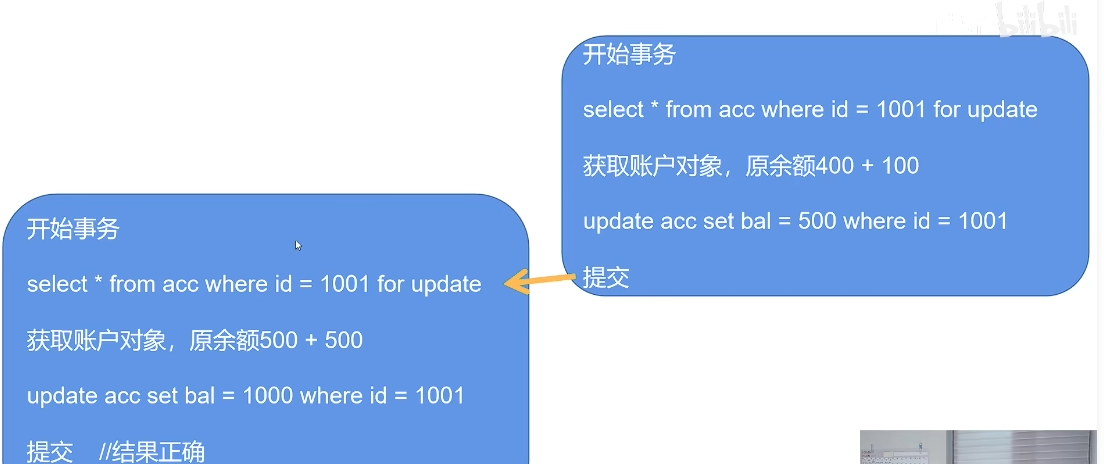 bilibili
开始事务
select * from acc where id = 1001 for update
获取账户对象，原余额400 + 100
update acc set bal = 500 where id = 1001
提交
开始事务
select * from acc where id = 1001 for update
获取账户对象，原余额500 + 500
update acc set bal = 1000 where id = 1001
提交 //结果正确